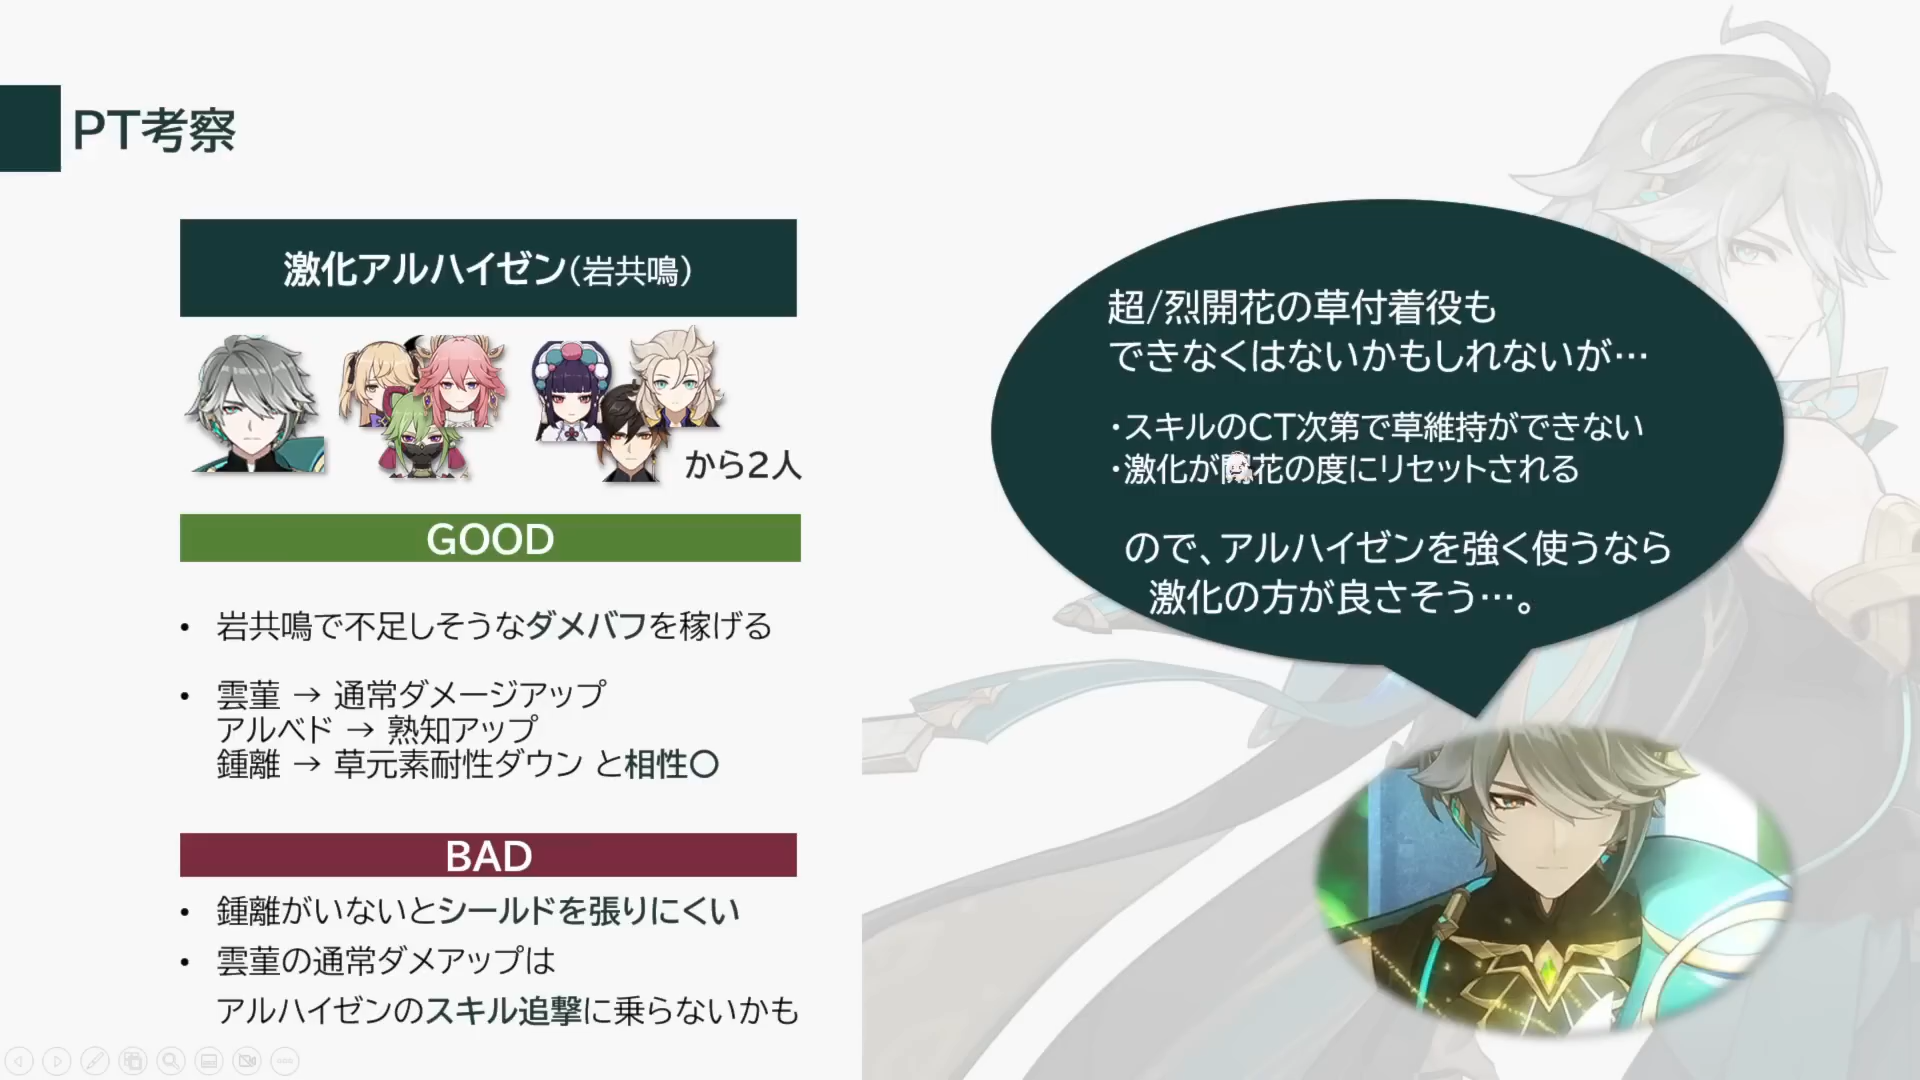 PT考察
激化アルハイゼン(岩共鳴)
から2人
GOOD
• 岩共鳴で不足しそうなダメバフを稼げる
• 雲菫 → 通常ダメージアップ
アルベド → 熟知アップ
鍾離 → 草元素耐性ダウン と相性〇
BAD
• 鍾離がいないとシールドを張りにくい
• 雲菫の通常ダメアップは
アルハイゼンのスキル追撃に乗らないかも
超/烈開花の草付着役も
できなくはないかもしれないが…
・スキルのCT次第で草維持ができない
・激化が開花の度にリセットされる
ので、アルハイゼンを強く使うなら
激化の方が良さそう…。